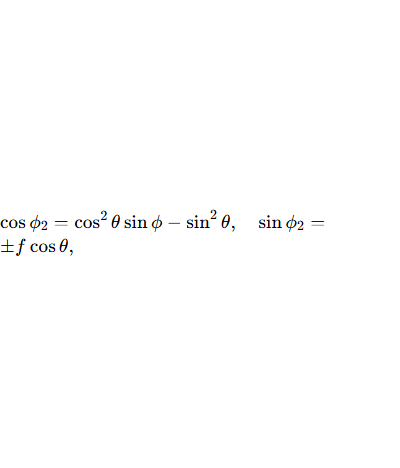 cos ϕ₂ = cos² θ sin ϕ − sin² θ, sin ϕ₂ =
±f cos θ,